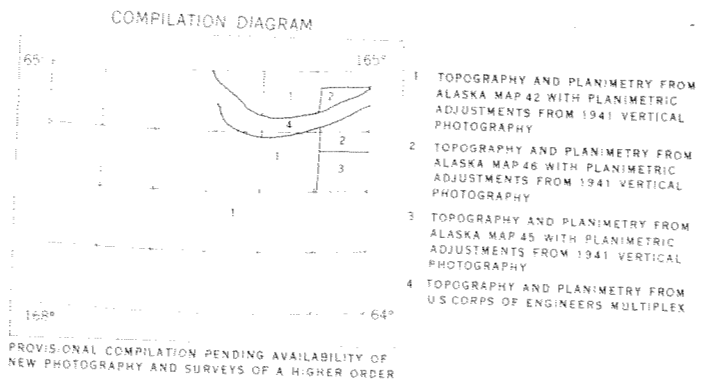 COMPILATION DIAGRAM
65°
165°
1
2
4
2
1
3
1
168°
64°
PROVISIONAL COMPILATION PENDING AVAILABILITY OF
NEW PHOTOGRAPHY AND SURVEYS OF A HIGHER ORDER
1 TOPOGRAPHY AND PLANIMETRY FROM
ALASKA MAP 42 WITH PLANIMETRIC
ADJUSTMENTS FROM 1941 VERTICAL
PHOTOGRAPHY
2 TOPOGRAPHY AND PLANIMETRY FROM
ALASKA MAP 46 WITH PLANIMETRIC
ADJUSTMENTS FROM 1941 VERTICAL
PHOTOGRAPHY
3 TOPOGRAPHY AND PLANIMETRY FROM
ALASKA MAP 45 WITH PLANIMETRIC
ADJUSTMENTS FROM 1941 VERTICAL
PHOTOGRAPHY
4 TOPOGRAPHY AND PLANIMETRY FROM
U S CORPS OF ENGINEERS MULTIPLEX